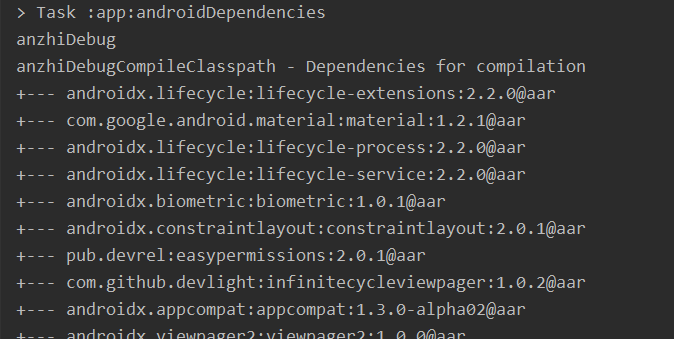 > Task :app:androidDependencies
anzhiDebug
anzhiDebugCompileClasspath - Dependencies for compilation
+--- androidx.lifecycle:lifecycle-extensions:2.2.0@aar
+--- com.google.android.material:material:1.2.1@aar
+--- androidx.lifecycle:lifecycle-process:2.2.0@aar
+--- androidx.lifecycle:lifecycle-service:2.2.0@aar
+--- androidx.biometric:biometric:1.0.1@aar
+--- androidx.constraintlayout:constraintlayout:2.0.1@aar
+--- pub.devrel:easypermissions:2.0.1@aar
+--- com.github.devlight:infinitecycleviewpager:1.0.2@aar
+--- androidx.appcompat:appcompat:1.3.0-alpha02@aar
+--- androidx.viewpager2:viewpager2:1.0.0@aar